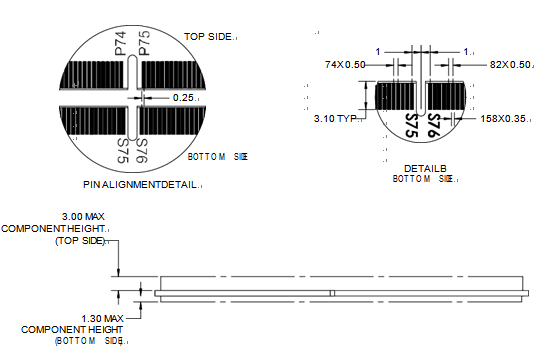 P74 P75
TOP SIDE
0.25
S75 S76
BOTTOM SIDE
PIN ALIGNMENT DETAIL
1 1
74X0.50 82X0.50
3.10 TYP
158X0.35
S75 S76
DETAIL B
BOTTOM SIDE
3.00 MAX
COMPONENT HEIGHT
(TOP SIDE)
1.30 MAX
COMPONENT HEIGHT
(BOTTOM SIDE)